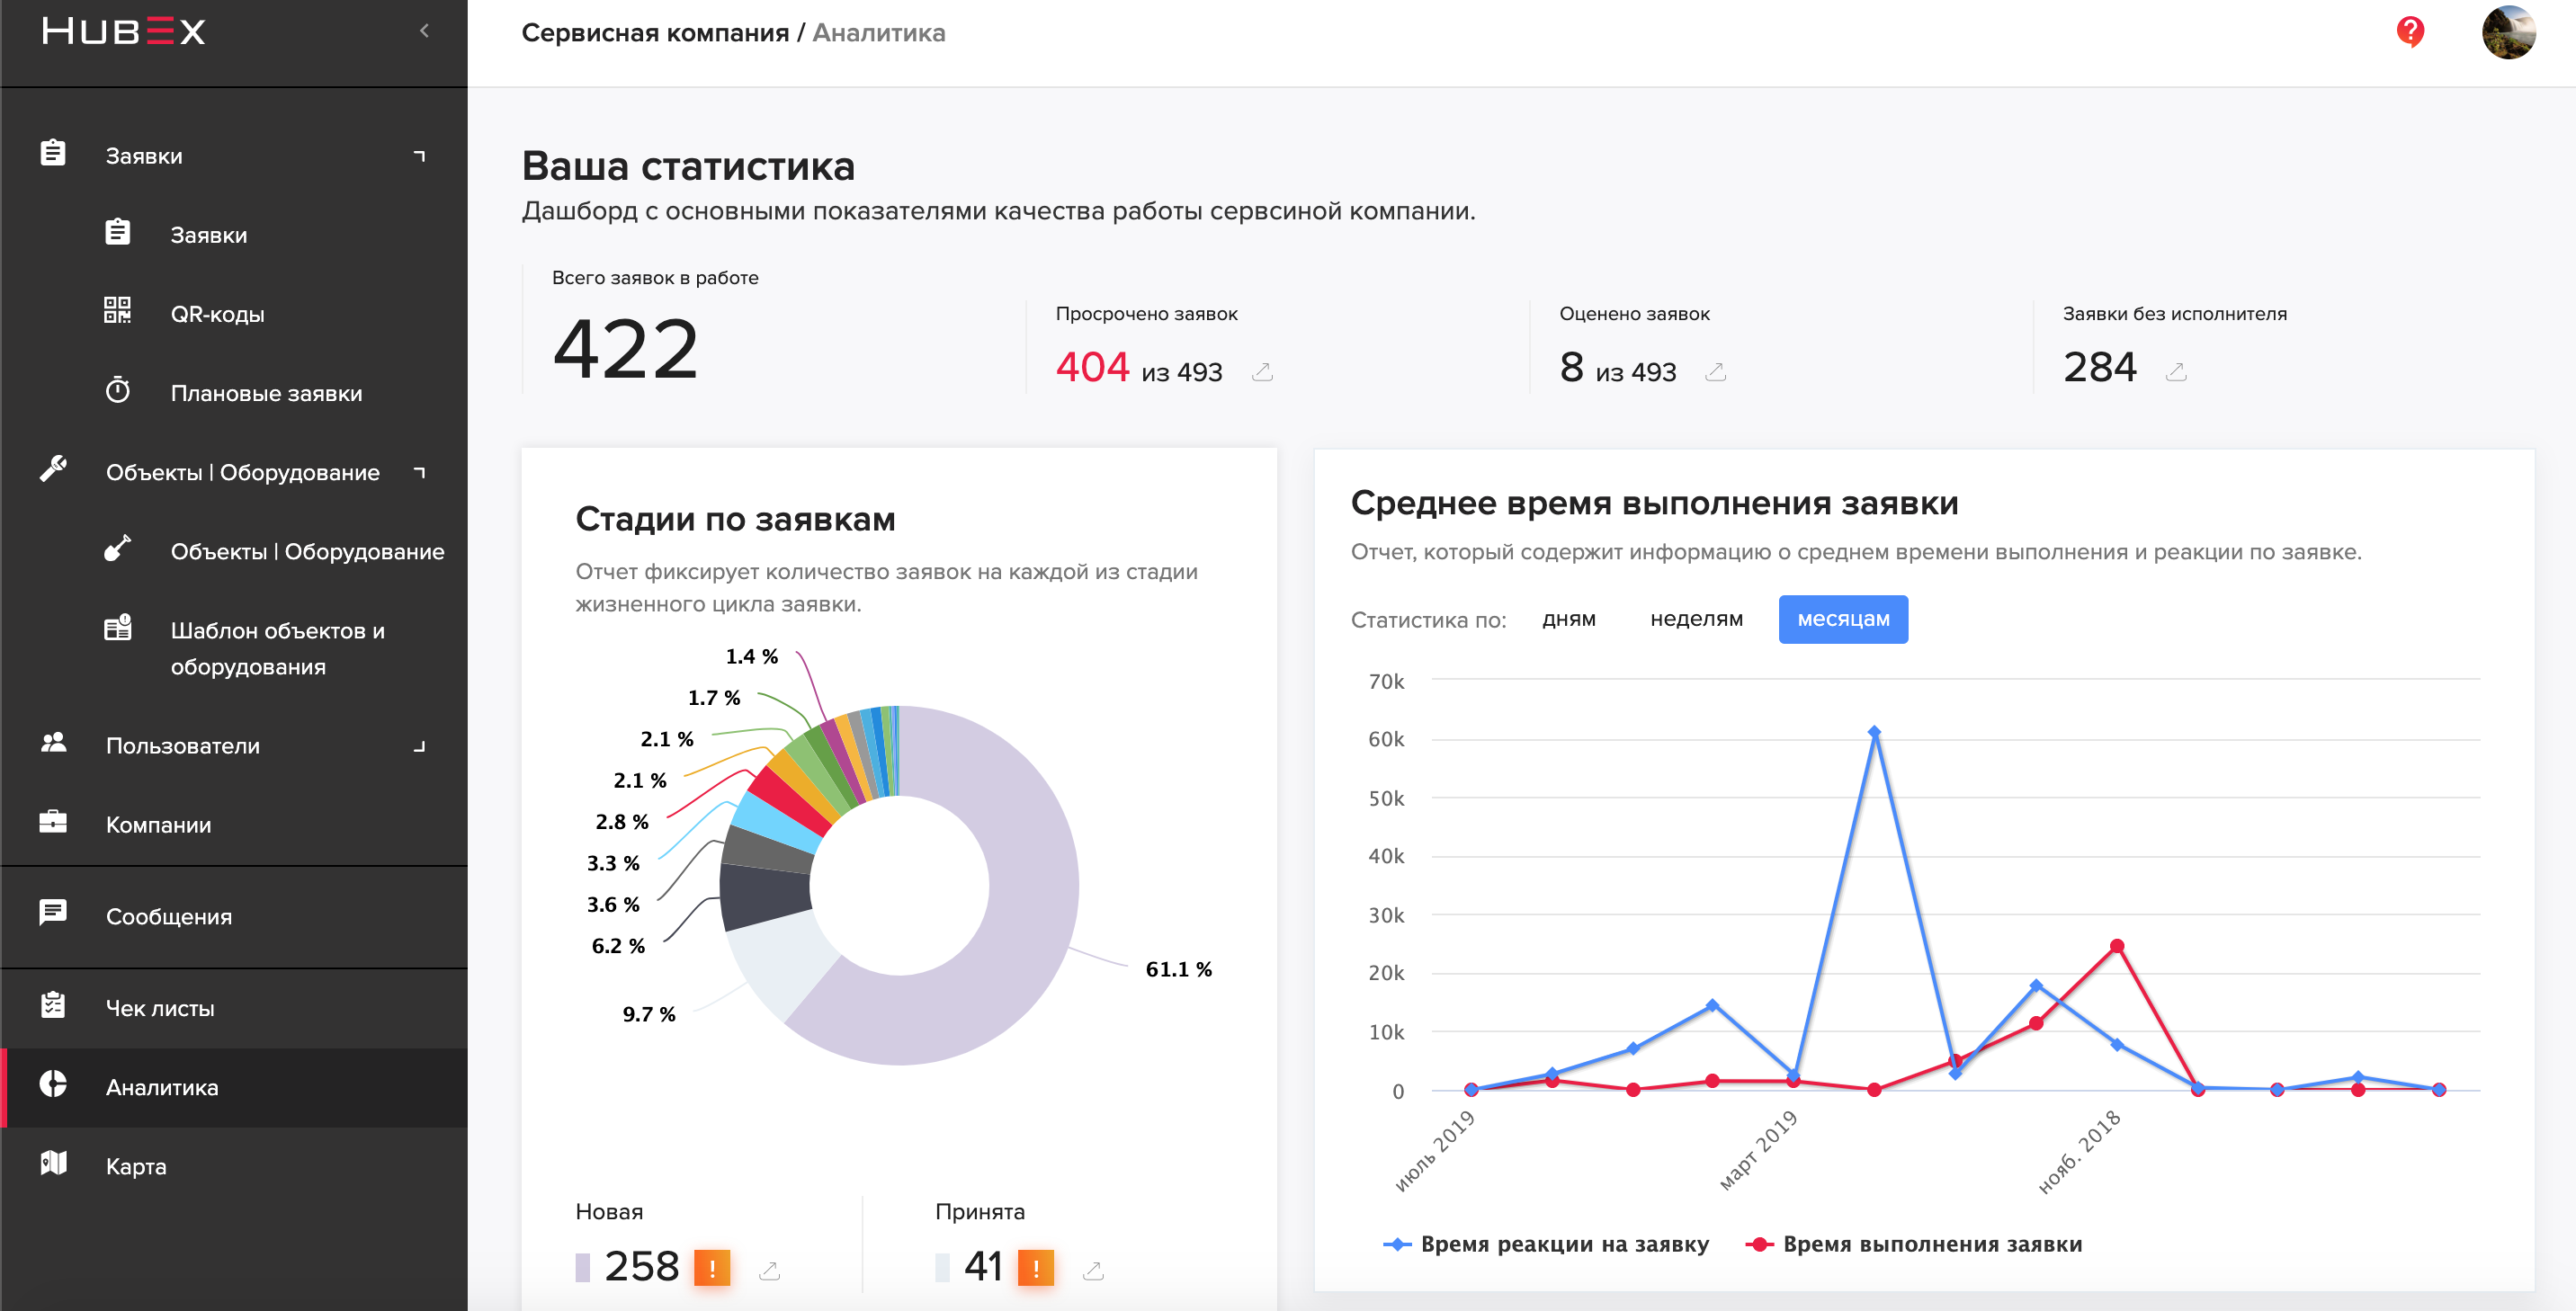 HUBEX
Заявки
Заявки
QR-коды
Плановые заявки
Объекты | Оборудование
Объекты | Оборудование
Шаблон объектов и
оборудования
Пользователи
Компании
Сообщения
Чек листы
Аналитика
Карта
Сервисная компания / Аналитика
?
Ваша статистика
Дашборд с основными показателями качества работы сервсиной компании.
Всего заявок в работе
422
Просрочено заявок
404 из 493
Оценено заявок
8 из 493
Заявки без исполнителя
284
Стадии по заявкам
Отчет фиксирует количество заявок на каждой из стадии
жизненного цикла заявки.
1.4 %
1.7 %
2.1 %
2.1 %
2.8 %
3.3 %
3.6 %
6.2 %
9.7 %
61.1 %
Новая
258 !
Принята
41 !
Среднее время выполнения заявки
Отчет, который содержит информацию о среднем времени выполнения и реакции по заявке.
Статистика по: дням неделям месяцам
70k
60k
50k
40k
30k
20k
10k
0
июль 2019
март 2019
нояб. 2018
Время реакции на заявку Время выполнения заявки